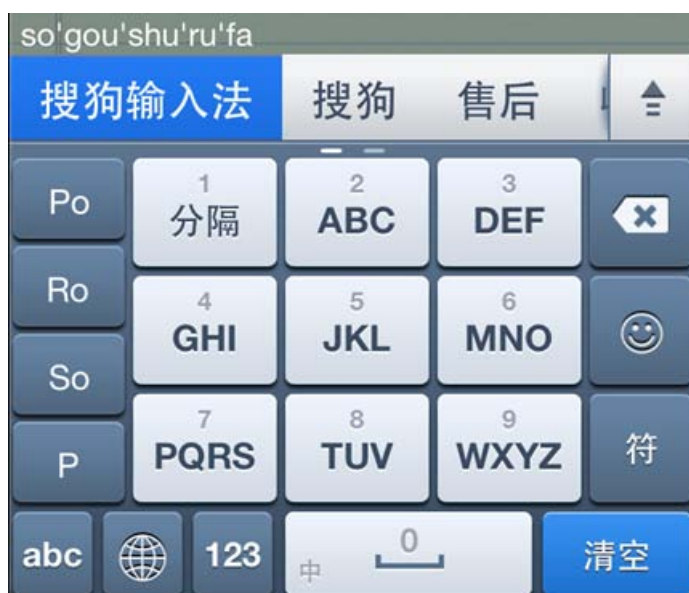 so'gou'shu'ru'fa
搜狗输入法 搜狗 售后
Po 1 分隔 2 ABC 3 DEF
Ro 4 GHI 5 JKL 6 MNO
So
P 7 PQRS 8 TUV 9 WXYZ 符
abc 123 中 0 清空